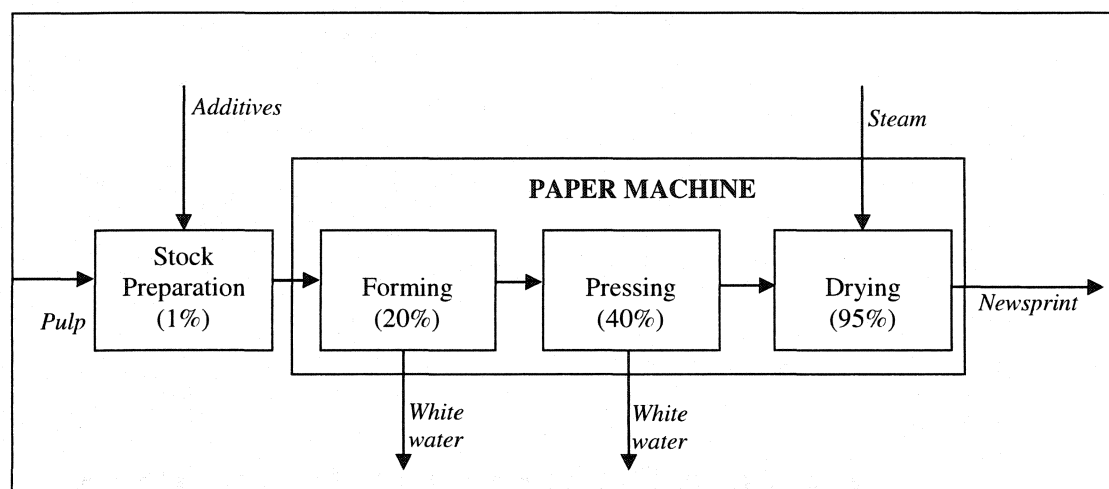 Additives
Steam
PAPER MACHINE
Stock
Preparation
(1%)
Forming
(20%)
Pressing
(40%)
Drying
(95%)
Pulp
Newsprint
White
water
White
water